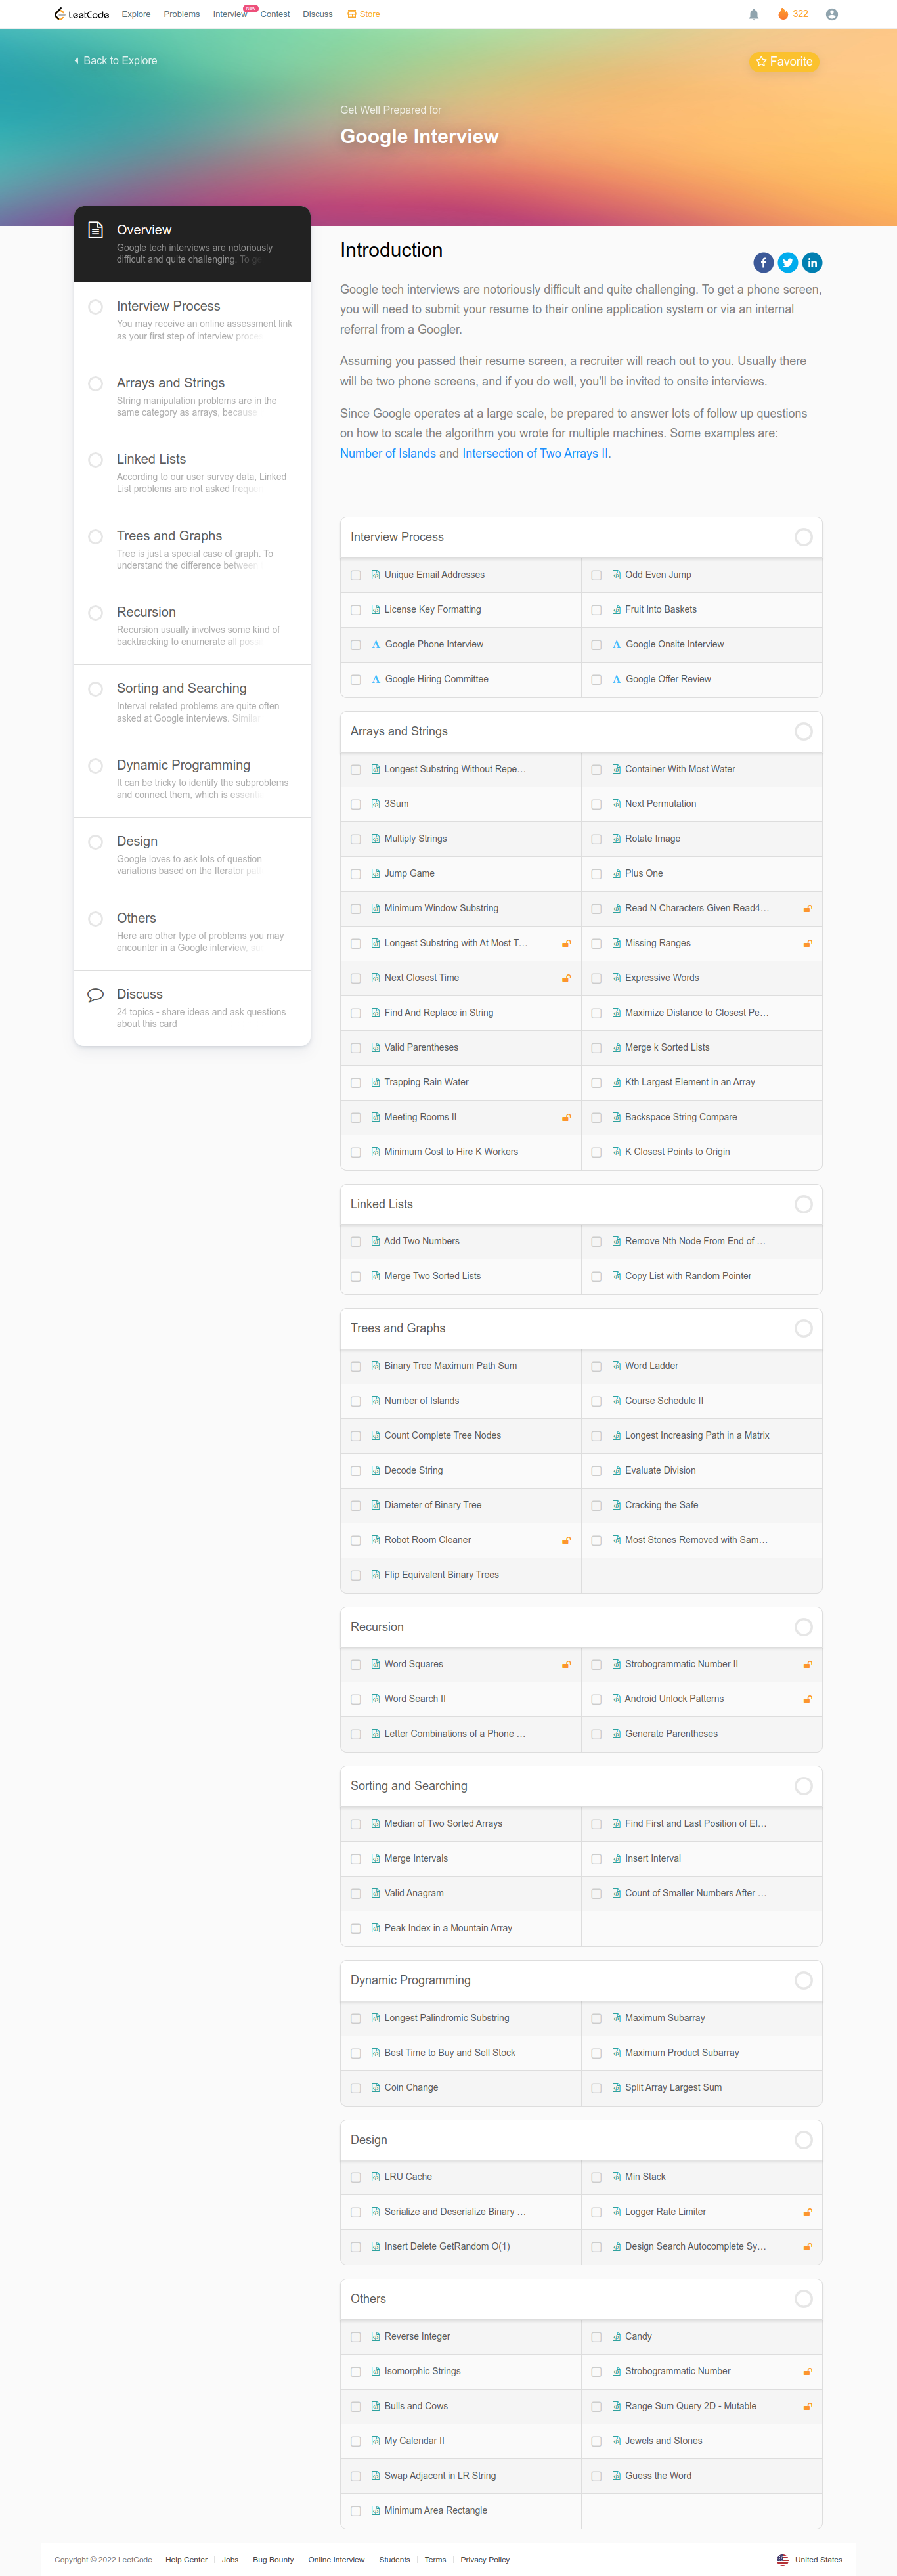 LeetCode Explore Problems Interview New Contest Discuss Store 322
Back to Explore
Favorite
Get Well Prepared for
Google Interview
Overview
Google tech interviews are notoriously
difficult and quite challenging. To
Interview Process
You may receive an online assessment link
as your first step of interview
Arrays and Strings
String manipulation problems are in the
same category as arrays, because
Linked Lists
According to our user survey data, Linked
List problems are not asked
Trees and Graphs
Tree is just a special case of graph. To
understand the difference between
Recursion
Recursion usually involves some kind of
backtracking to enumerate all
Sorting and Searching
Interval related problems are quite often
asked at Google interviews.
Dynamic Programming
It can be tricky to identify the subproblems
and connect them, which is
Design
Google loves to ask lots of question
variations based on the Iterator
Others
Here are other type of problems you may
encounter in a Google interview,
Discuss
24 topics - share ideas and ask questions
about this card
Introduction
Google tech interviews are notoriously difficult and quite challenging. To get a phone screen,
you will need to submit your resume to their online application system or via an internal
referral from a Googler.
Assuming you passed their resume screen, a recruiter will reach out to you. Usually there
will be two phone screens, and if you do well, you'll be invited to onsite interviews.
Since Google operates at a large scale, be prepared to answer lots of follow up questions
on how to scale the algorithm you wrote for multiple machines. Some examples are:
Number of Islands and Intersection of Two Arrays II.
Interview Process
Unique Email Addresses Odd Even Jump
License Key Formatting Fruit Into Baskets
A Google Phone Interview A Google Onsite Interview
A Google Hiring Committee A Google Offer Review
Arrays and Strings
Longest Substring Without Repe... Container With Most Water
3Sum Next Permutation
Multiply Strings Rotate Image
Jump Game Plus One
Minimum Window Substring Read N Characters Given Read4...
Longest Substring with At Most T... Missing Ranges
Next Closest Time Expressive Words
Find And Replace in String Maximize Distance to Closest Pe...
Valid Parentheses Merge k Sorted Lists
Trapping Rain Water Kth Largest Element in an Array
Meeting Rooms II Backspace String Compare
Minimum Cost to Hire K Workers K Closest Points to Origin
Linked Lists
Add Two Numbers Remove Nth Node From End of ...
Merge Two Sorted Lists Copy List with Random Pointer
Trees and Graphs
Binary Tree Maximum Path Sum Word Ladder
Number of Islands Course Schedule II
Count Complete Tree Nodes Longest Increasing Path in a Matrix
Decode String Evaluate Division
Diameter of Binary Tree Cracking the Safe
Robot Room Cleaner Most Stones Removed with Sam...
Flip Equivalent Binary Trees
Recursion
Word Squares Strobogrammatic Number II
Word Search II Android Unlock Patterns
Letter Combinations of a Phone ... Generate Parentheses
Sorting and Searching
Median of Two Sorted Arrays Find First and Last Position of El...
Merge Intervals Insert Interval
Valid Anagram Count of Smaller Numbers After ...
Peak Index in a Mountain Array
Dynamic Programming
Longest Palindromic Substring Maximum Subarray
Best Time to Buy and Sell Stock Maximum Product Subarray
Coin Change Split Array Largest Sum
Design
LRU Cache Min Stack
Serialize and Deserialize Binary ... Logger Rate Limiter
Insert Delete GetRandom O(1) Design Search Autocomplete Sy...
Others
Reverse Integer Candy
Isomorphic Strings Strobogrammatic Number
Bulls and Cows Range Sum Query 2D - Mutable
My Calendar II Jewels and Stones
Swap Adjacent in LR String Guess the Word
Minimum Area Rectangle
Copyright © 2022 LeetCode Help Center Jobs Bug Bounty Online Interview Students Terms Privacy Policy United States